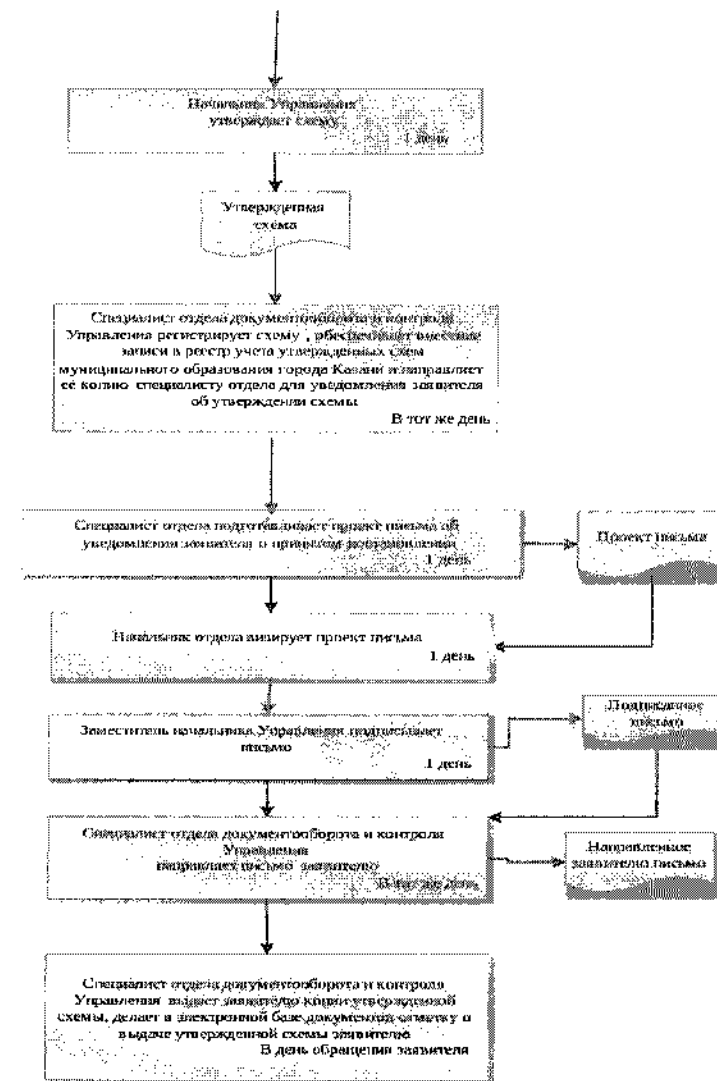 Начальник Управления
утверждает схему
1 день
Утвержденная
схема
Специалист отдела документооборота и контроля
Управления регистрирует схему , обеспечивает внесение
записи в реестр учета утвержденных схем
муниципального образования города Казани и направляет
её копию специалисту отдела для уведомления заявителя
об утверждении схемы
В тот же день
Специалист отдела подготавливает проект письма об
уведомлении заявителя о принятом постановлении
1 день
Проект письма
Начальник отдела визирует проект письма
1 день
Заместитель начальника Управления подписывает
письмо
1 день
Подписанное
письмо
Специалист отдела документооборота и контроля
Управления
направляет письмо заявителю
В тот же день
Направленное
заявителю письмо
Специалист отдела документооборота и контроля
Управления выдает заявителю копии утвержденной
схемы, делает в электронной базе документов отметку о
выдаче утвержденной схемы заявителю
В день обращения заявителя